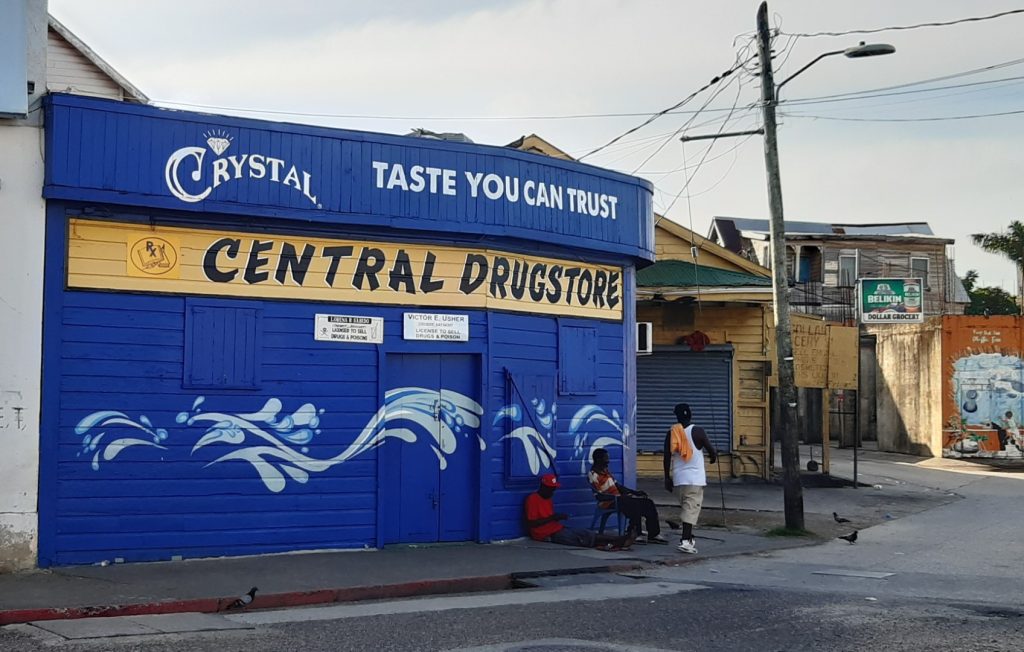 CRYSTAL
TASTE YOU CAN TRUST
RX
CENTRAL DRUGSTORE
LICENSED TO SELL
DRUGS & POISONS
VICTOR E. USHER
LICENSE TO SELL
DRUGS & POISON
BELIKIN
DOLLAR GROCERY